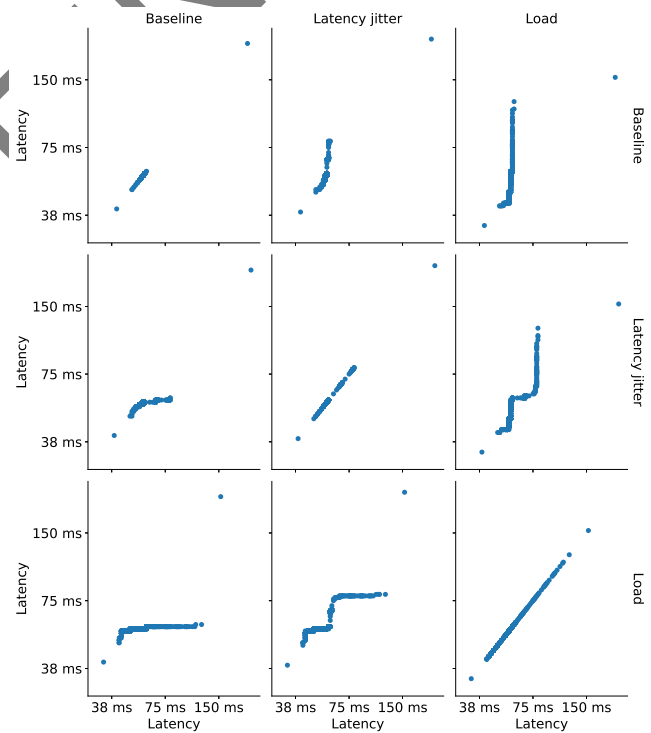 Baseline Latency jitter Load
150 ms
75 ms
38 ms
Latency
Baseline
150 ms
75 ms
38 ms
Latency
Latency jitter
150 ms
75 ms
38 ms
Latency
Load
38 ms 75 ms 150 ms 38 ms 75 ms 150 ms 38 ms 75 ms 150 ms
Latency Latency Latency